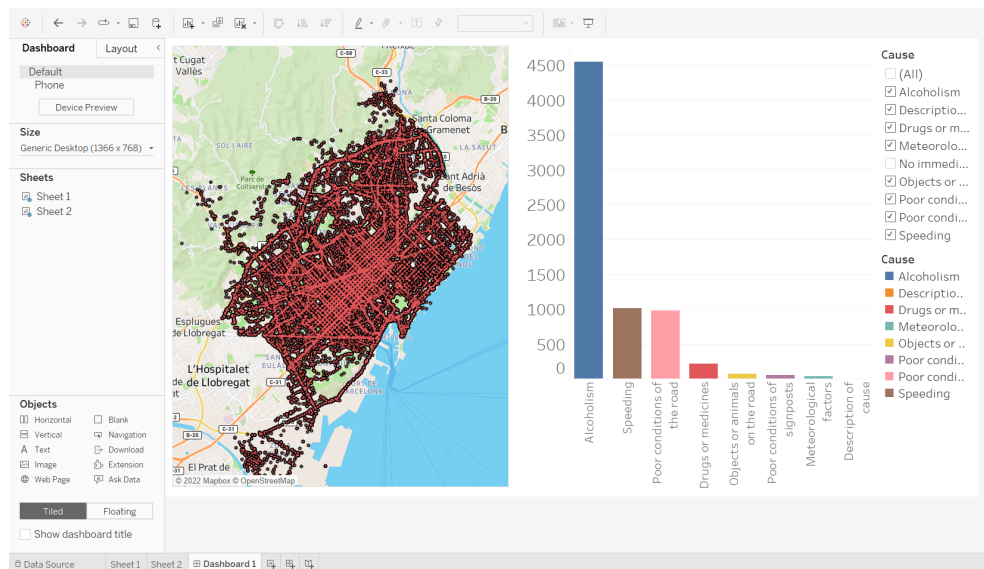 Dashboard
Layout
Default
Phone
Device Preview
Size
Generic Desktop (1366 x 768)
Sheets
Sheet 1
Sheet 2
Objects
Horizontal
Blank
Vertical
Navigation
A Text
Download
Image
Extension
Web Page
Ask Data
Tiled
Floating
Show dashboard title
t Cugat
Vallès
C-58
C-33
B-20
Santa Coloma
Gramenet
B
SOL I AIRE
LA SALUT
Parc de
Collserola
ant Adrià
de Besòs
Esplugues
de Llobregat
L'Hospitalet
de Llobregat
C-31
C-31
B-20
El Prat de
© 2022 Mapbox © OpenStreetMap
4500
4000
3500
3000
2500
2000
1500
1000
500
0
Alcoholism
Speeding
Poor conditions of
the road
Drugs or medicines
Objects or animals
on the road
Poor conditions of
signposts
Meteorological
factors
Description of
cause
Cause
(All)
Alcoholism
Descriptio...
Drugs or m...
Meteorolo...
No immedi...
Objects or ...
Poor condi...
Poor condi...
Speeding
Cause
Alcoholism
Descriptio..
Drugs or m..
Meteorolo..
Objects or ..
Poor condi..
Poor condi..
Speeding
Data Source
Sheet 1
Sheet 2
Dashboard 1